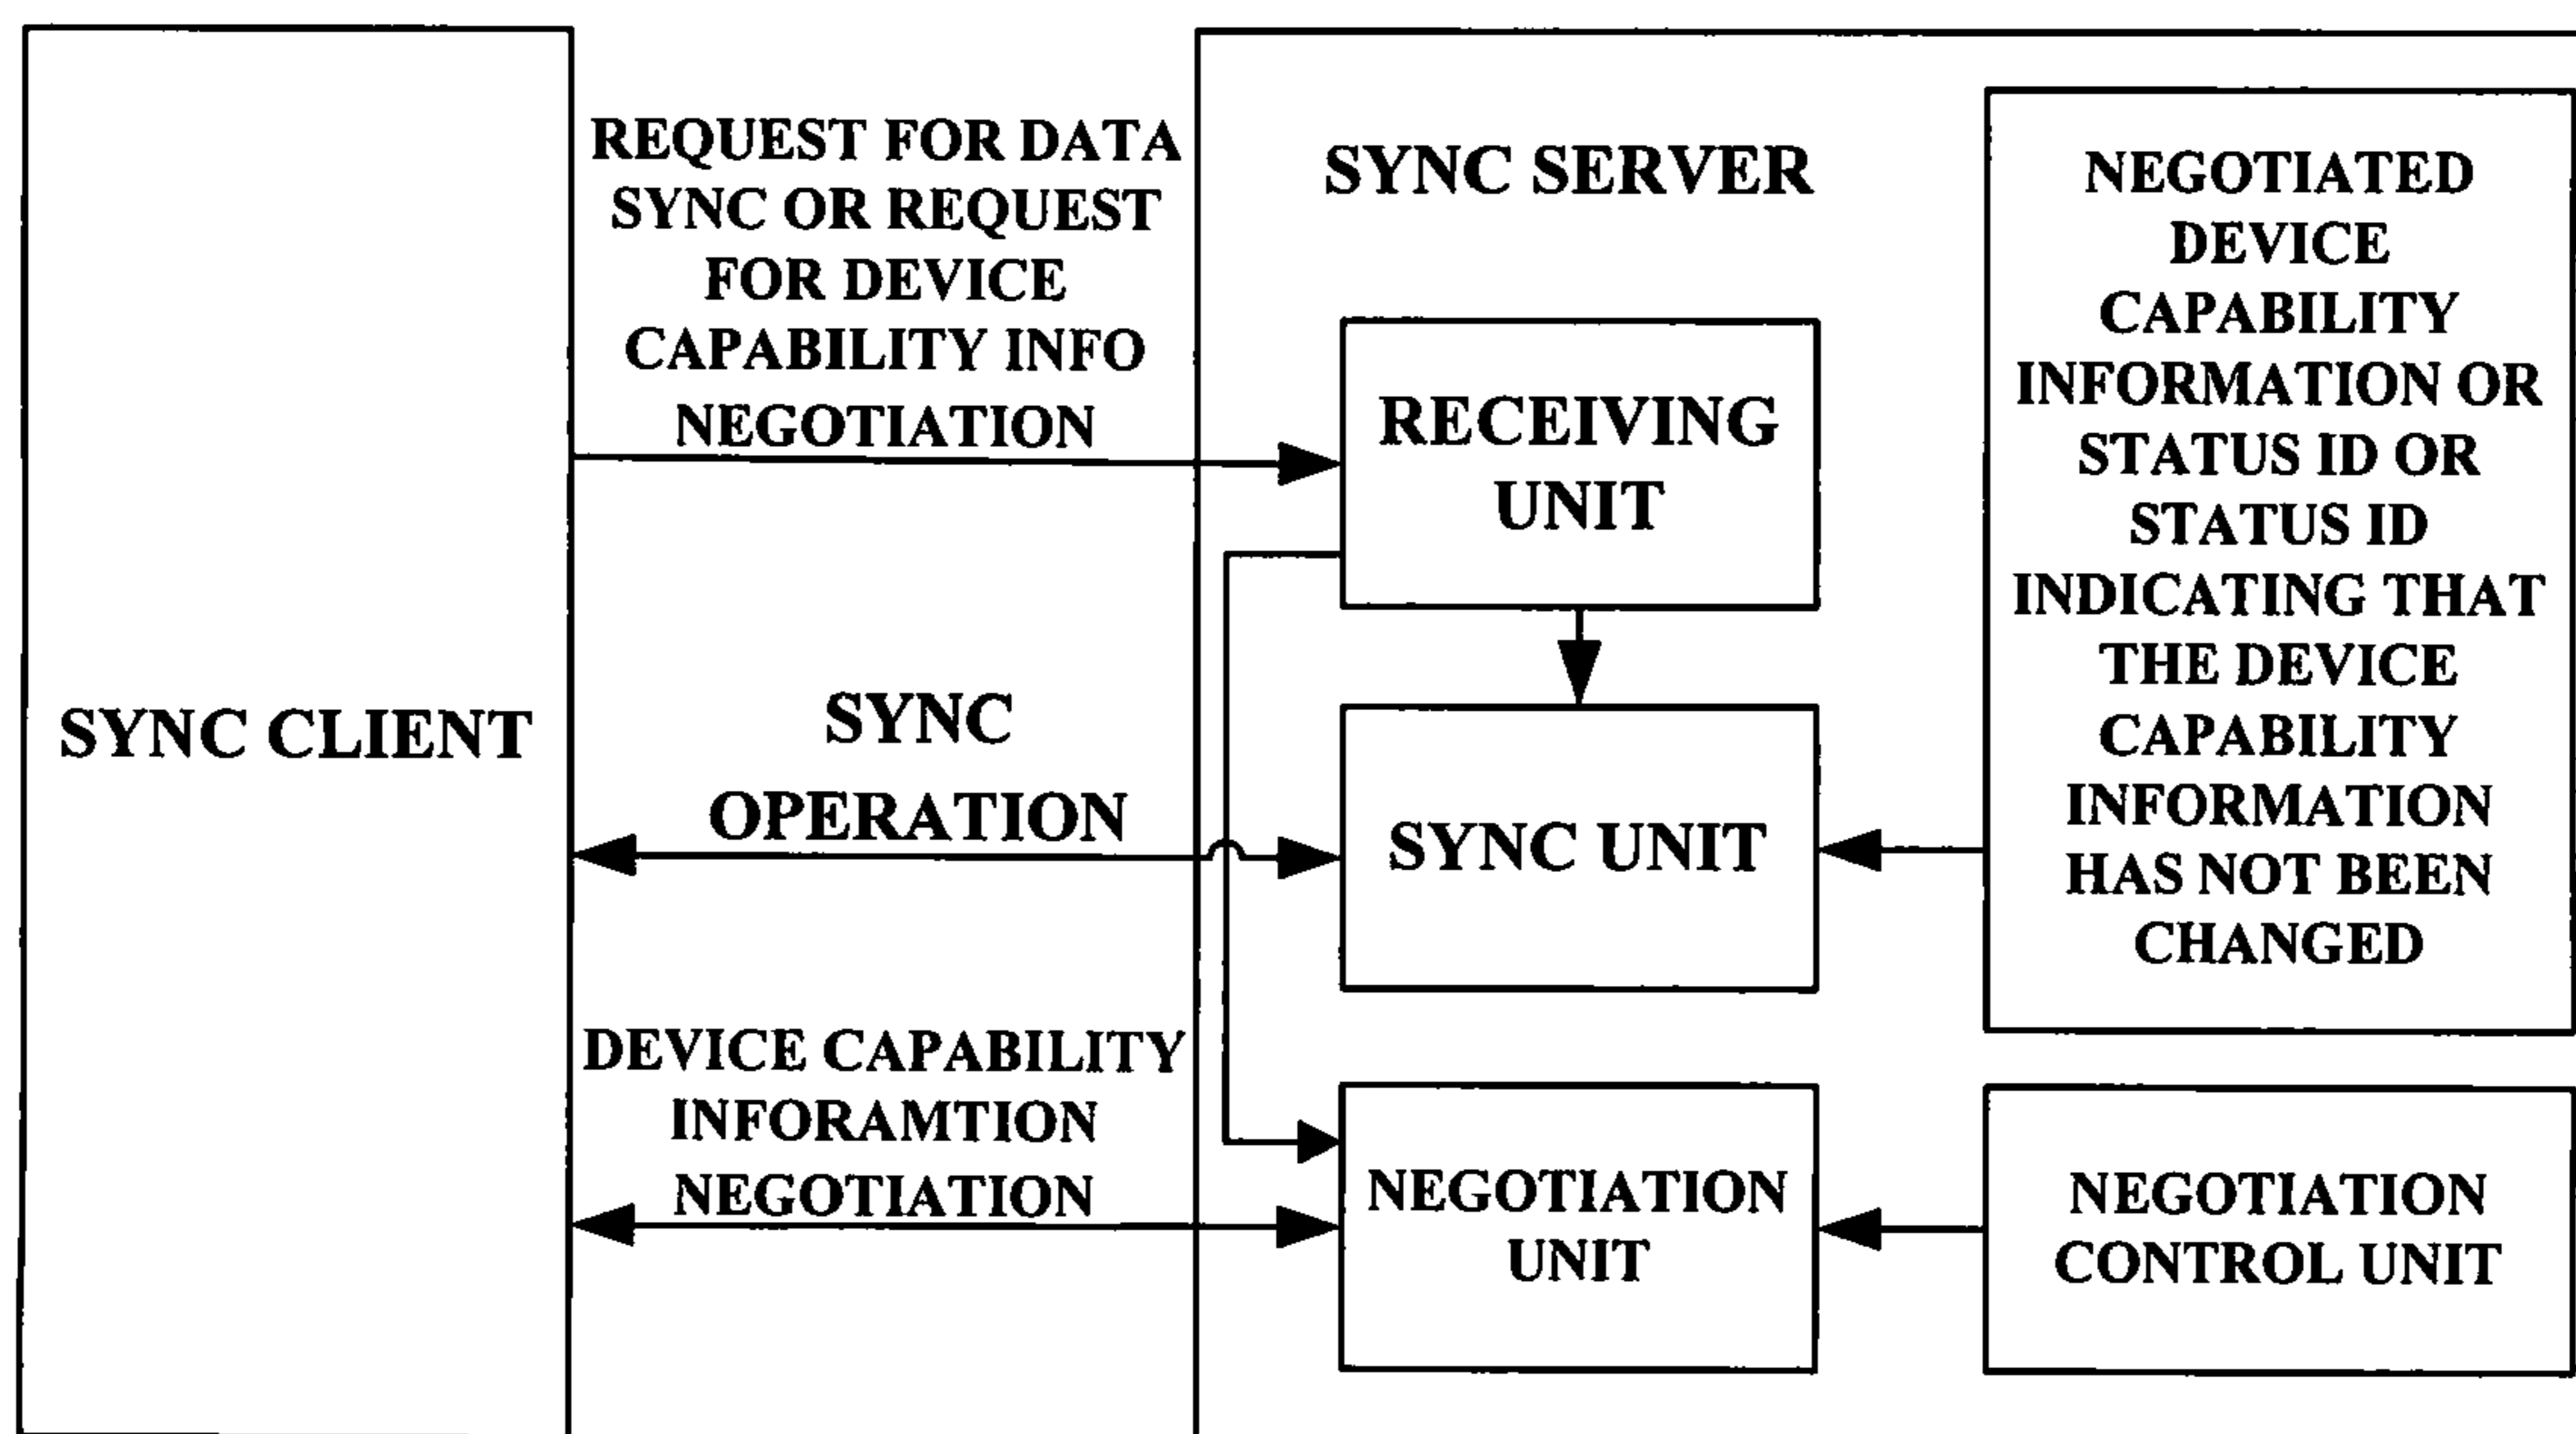 REQUEST FOR DATA
SYNC OR REQUEST
FOR DEVICE
CAPABILITY INFO
NEGOTIATION
SYNC CLIENT
SYNC
OPERATION
DEVICE CAPABILITY
INFORAMTION
NEGOTIATION
SYNC SERVER
RECEIVING
UNIT
SYNC UNIT
NEGOTIATION
UNIT
NEGOTIATED
DEVICE
CAPABILITY
INFORMATION OR
STATUS ID OR
STATUS ID
INDICATING THAT
THE DEVICE
CAPABILITY
INFORMATION
HAS NOT BEEN
CHANGED
NEGOTIATION
CONTROL UNIT